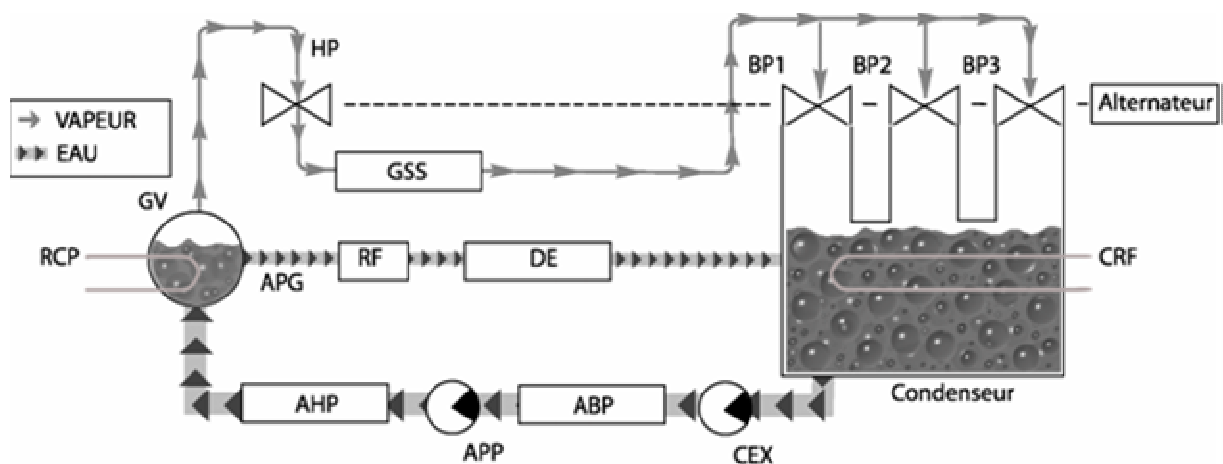 HP
BP1
BP2
BP3
Alternateur
VAPEUR
EAU
GSS
GV
RCP
APG
RF
DE
CRF
Condenseur
AHP
APP
ABP
CEX